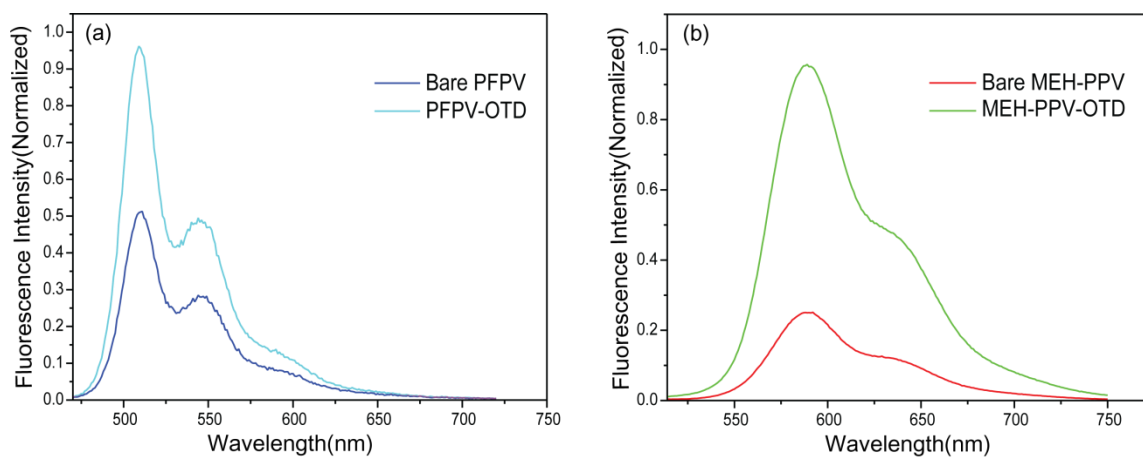 (a)
Bare PFPV
PFPV-OTD
Fluorescence Intensity(Normalized)
1.0
0.9
0.8
0.7
0.6
0.5
0.4
0.3
0.2
0.1
0.0
500
550
600
650
700
750
Wavelength(nm)
(b)
Bare MEH-PPV
MEH-PPV-OTD
Fluorescence Intensity(Normalized)
1.0
0.8
0.6
0.4
0.2
0.0
550
600
650
700
750
Wavelength(nm)